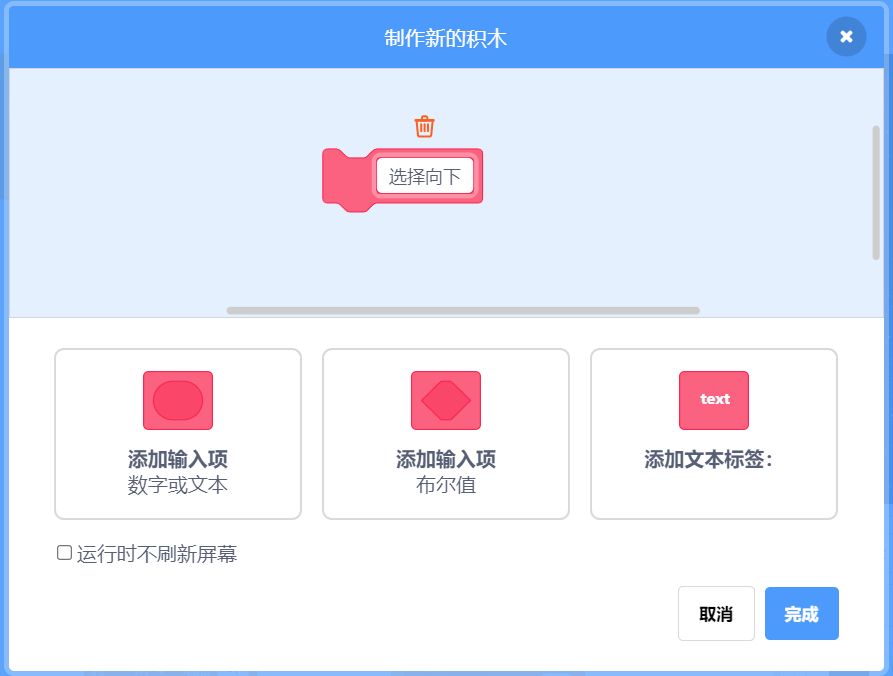 制作新的积木
选择向下
text
添加输入项
数字或文本
添加输入项
布尔值
添加文本标签：
运行时不刷新屏幕
取消
完成